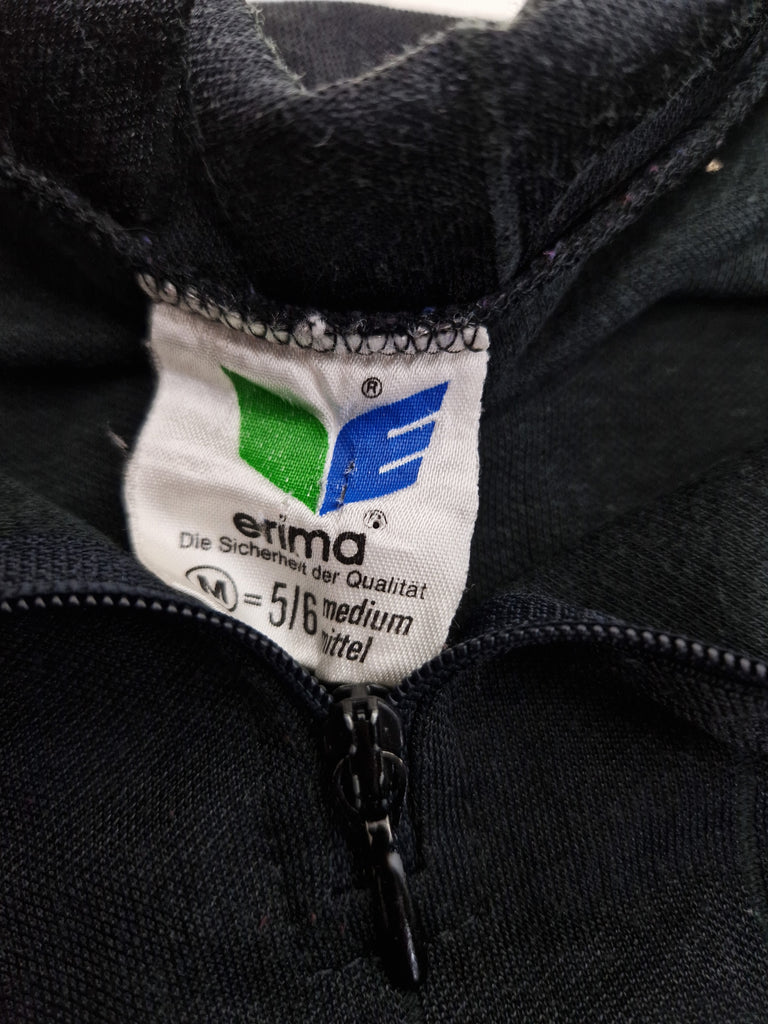 ®
erima®
Die Sicherheit der Qualität
M = 5/6 medium
mittel